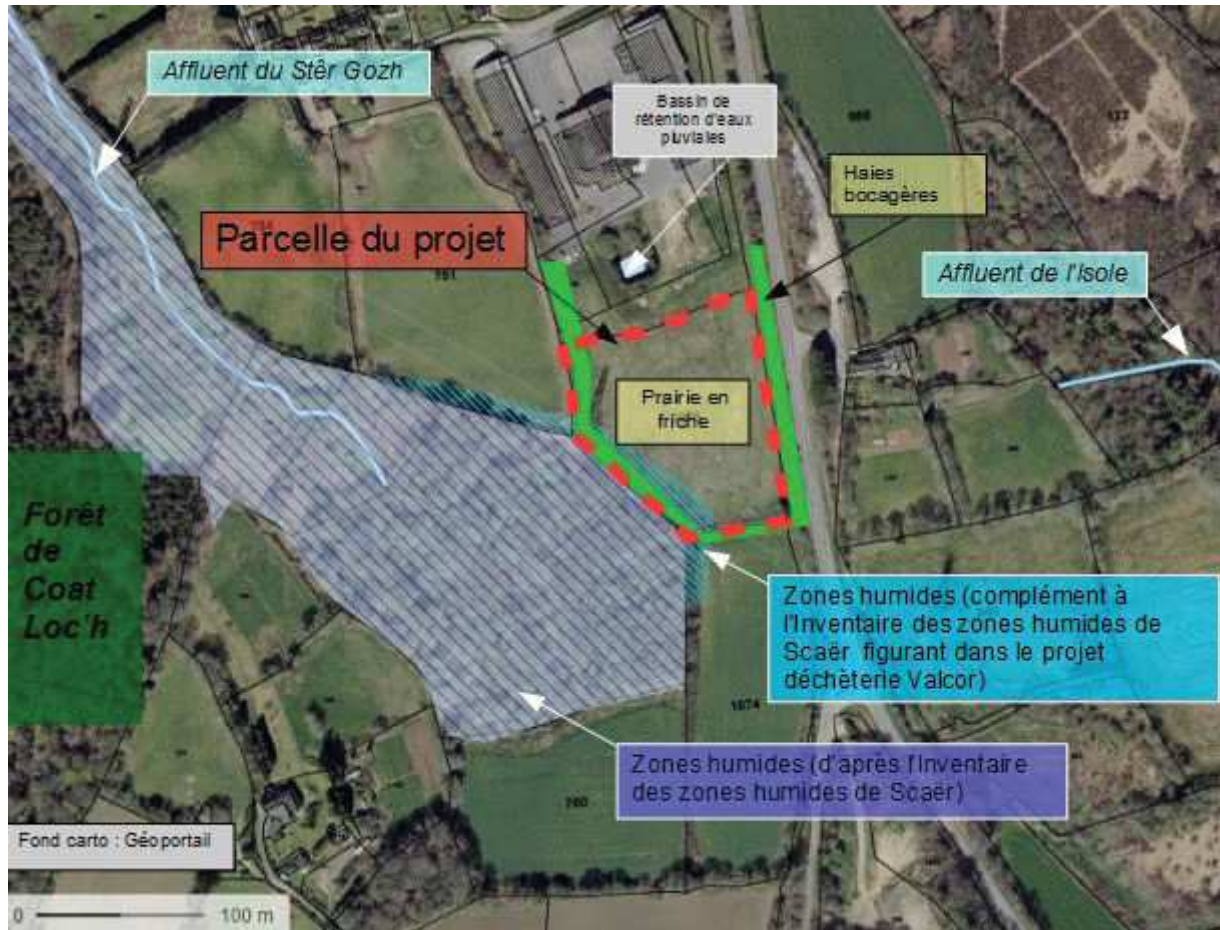 Affluent du Stêr Gozh
Bassin de
rétention d'eaux
pluviales
Haies
bocagères
Parcelle du projet
Affluent de l'Isole
Prairie en
friche
Forêt
de
Coat
Loc'h
Zones humides (complément à
l'Inventaire des zones humides de
Scaër figurant dans le projet
déchèterie Valcor)
1074
Zones humides (d'après l'Inventaire
des zones humides de Scaër)
760
Fond carto : Géoportail
0 100 m